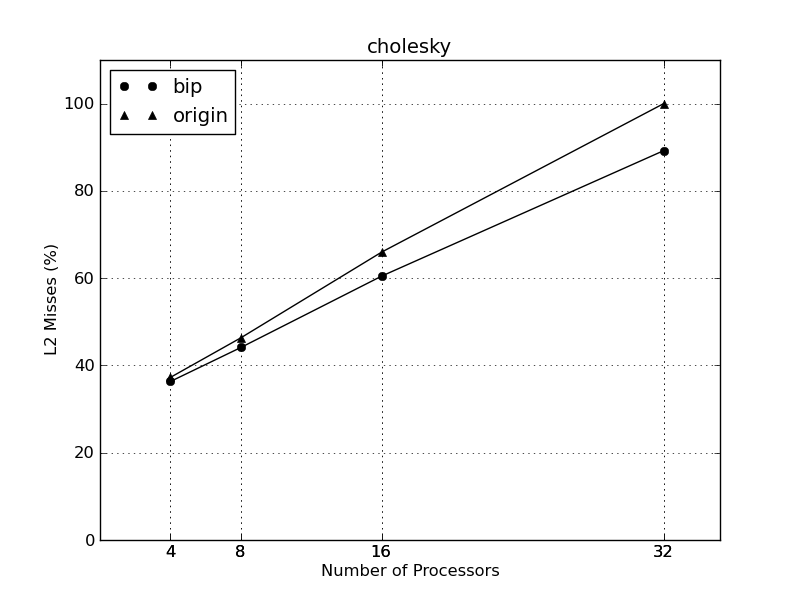 cholesky
bip
origin
100
80
60
40
20
0
L2 Misses (%)
4 8 16 32
Number of Processors